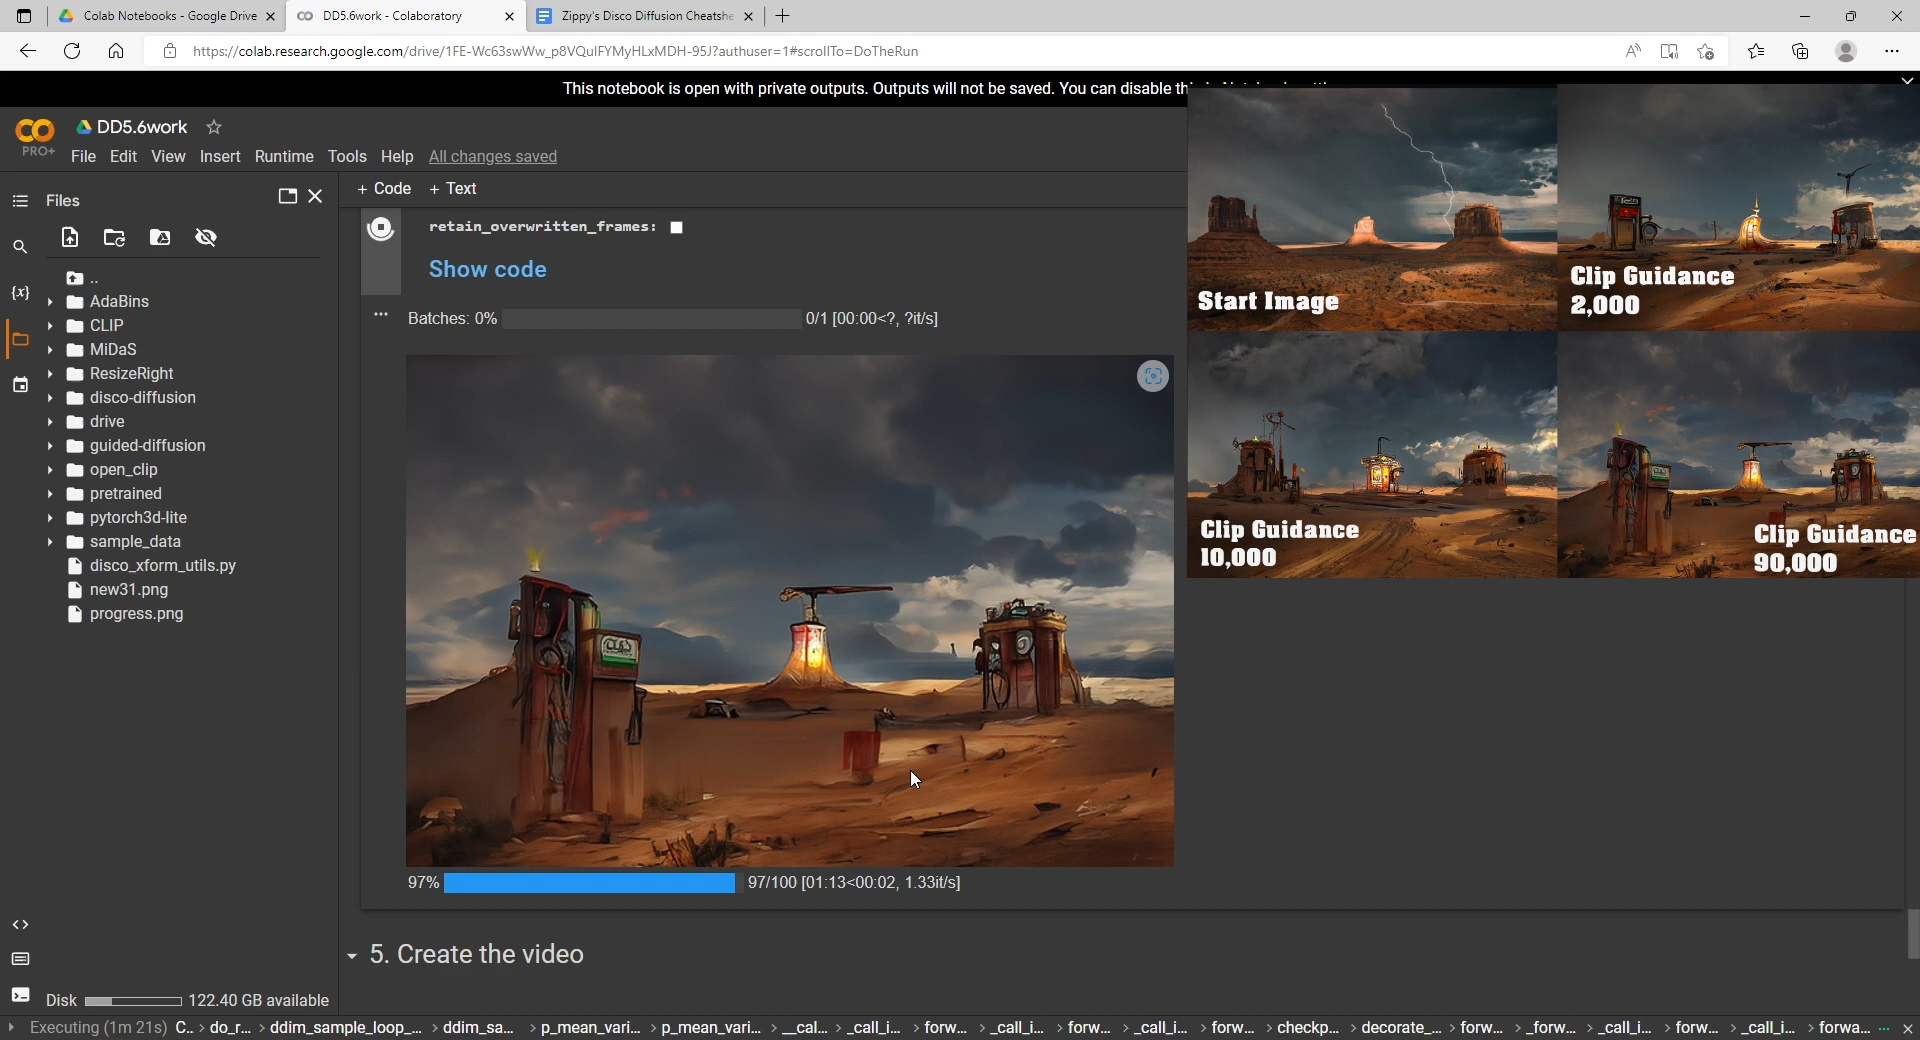 Colab Notebooks - Google Drive
DD5.6work - Colaboratory
Zippy's Disco Diffusion Cheatshe
https://colab.research.google.com/drive/1FE-Wc63swWw_p8VQuIFYMyHLxMDH-95J?authuser=1#scrollTo=DoTheRun
This notebook is open with private outputs. Outputs will not be saved. You can disable th
PRO+
DD5.6work
File Edit View Insert Runtime Tools Help All changes saved
Files
+ Code + Text
..
AdaBins
CLIP
MiDaS
ResizeRight
disco-diffusion
drive
guided-diffusion
open_clip
pretrained
pytorch3d-lite
sample_data
disco_xform_utils.py
new31.png
progress.png
Disk 122.40 GB available
retain_overwritten_frames:
Show code
Batches: 0% 0/1 [00:00<?, ?it/s]
97% 97/100 [01:13<00:02, 1.33it/s]
5. Create the video
Start Image
Clip Guidance
2,000
Clip Guidance
10,000
Clip Guidance
90,000
Executing (1m 21s) C.. > do_r... > ddim_sample_loop_... > ddim_sa... > p_mean_vari... > p_mean_vari... > __cal... > _call_i... > forw... > _call_i... > forw... > _call_i... > forw... > checkp... > decorate_... > forw... > _forw... > _call_i... > forw... > _call_i... > forwa... ...